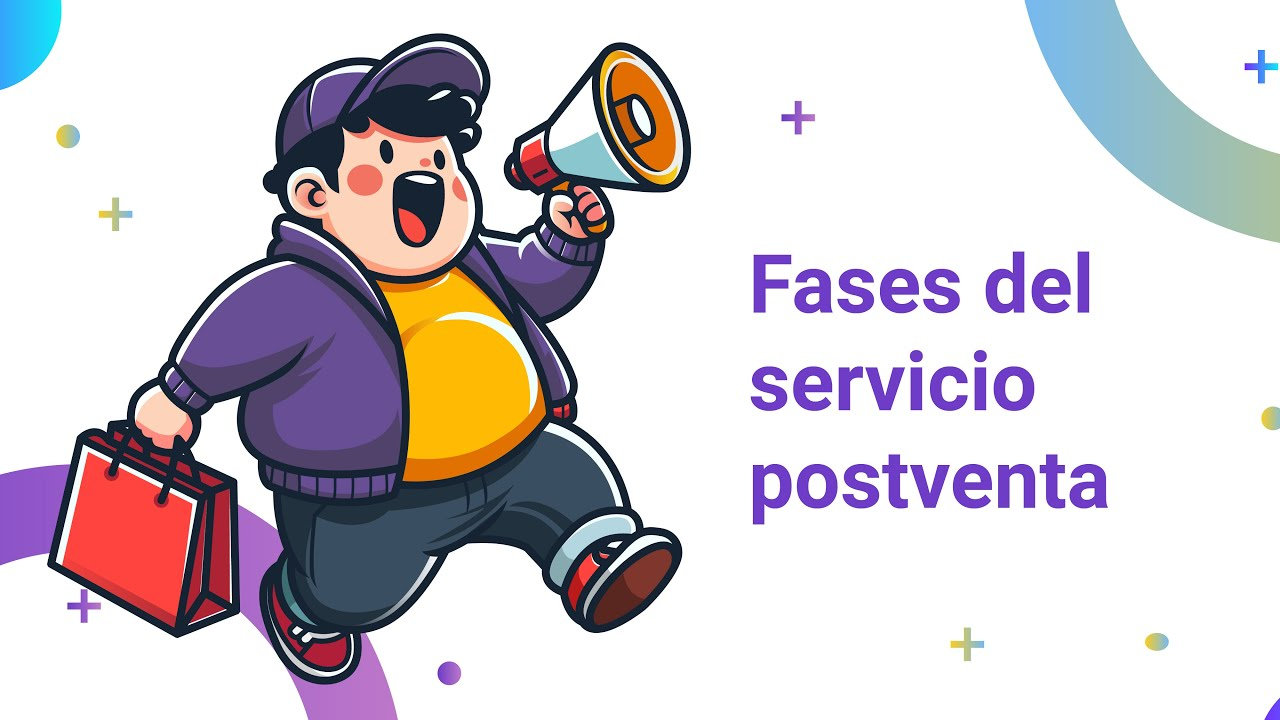 Fases del
servicio
postventa